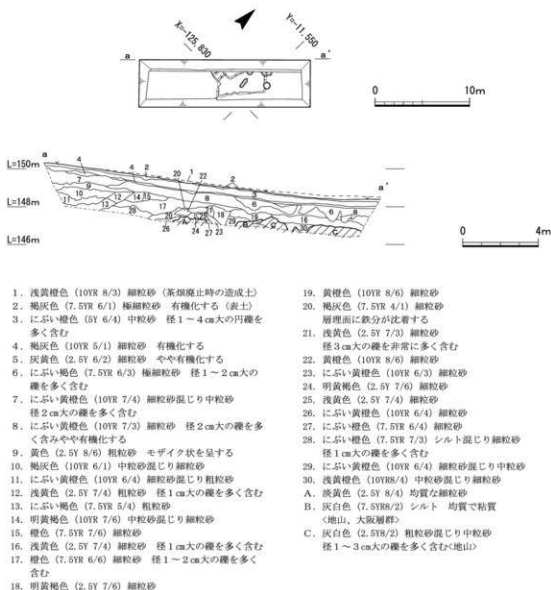 X=-125,830
Y=-11,550
a
a'
0
10m
a
a'
L=150m
L=148m
L=146m
0
4m
1．浅黄橙色（10YR 8/3）細粒砂（茶畑廃止時の造成土）
2．褐灰色（7.5YR 6/1）極細粒砂　有機化する（表土）
3．にぶい黄橙色（5Y 6/4）中粒砂　径１～４㎝大の円礫を
多く含む
4．褐灰色（10YR 5/1）細粒砂　有機化する
5．灰黄色（2.5Y 6/2）細粒砂　やや有機化する
6．にぶい褐色（7.5YR 6/3）極細粒砂　径１～２㎝大の
礫を多く含む
7．にぶい黄橙色（10YR 7/4）細粒砂混じり中粒砂
径２㎝大の礫を多く含む
8．にぶい黄橙色（10YR 7/3）細粒砂　径２㎝大の礫を多
く含みやや有機化する
9．黄色（2.5Y 8/6）粗粒砂　モザイク状を呈する
10．褐灰色（10YR 6/1）中粒砂混じり細粒砂
11．にぶい黄橙色（10YR 6/4）細粒砂混じり粗粒砂
12．浅黄色（2.5Y 7/4）粗粒砂　径１㎝大の礫を多く含む
13．にぶい褐色（7.5YR 5/4）粗粒砂
14．明黄褐色（10YR 7/6）中粒砂混じり細粒砂
15．橙色（7.5YR 7/6）細粒砂
16．浅黄色（2.5Y 7/4）細粒砂　径１㎝大の礫を多く含む
17．橙色（7.5YR 6/6）細粒砂　径１～２㎝大の礫を多く
含む
18．明黄褐色（2.5Y 7/6）細粒砂
19．黄橙色（10YR 8/6）細粒砂
20．褐灰色（7.5YR 4/1）細粒砂
層理面に鉄分が沈着する
21．浅黄色（2.5Y 7/3）細粒砂
径３㎝大の礫を非常に多く含む
22．黄橙色（10YR 8/6）細粒砂
23．にぶい黄橙色（10YR 6/3）細粒砂
24．明黄褐色（2.5Y 7/6）細粒砂
25．浅黄色（2.5Y 7/4）細粒砂
26．にぶい黄橙色（10YR 6/4）細粒砂
27．にぶい橙色（7.5YR 6/4）細粒砂
28．にぶい橙色（7.5YR 7/3）シルト混じり細粒砂
径１㎝大の礫を多く含む
29．にぶい黄橙色（10YR 6/4）細粒砂混じり中粒砂
30．浅黄橙色（10YR8/4）中粒砂混じり細粒砂
A．淡黄色（2.5Y 8/4）均質な細粒砂
B．灰白色（7.5YR8/2）シルト　均質で粘質
<地山、大阪層群>
C．灰白色（2.5Y8/2）粗粒砂混じり中粒砂
径１～３㎝大の礫を多く含む<地山>